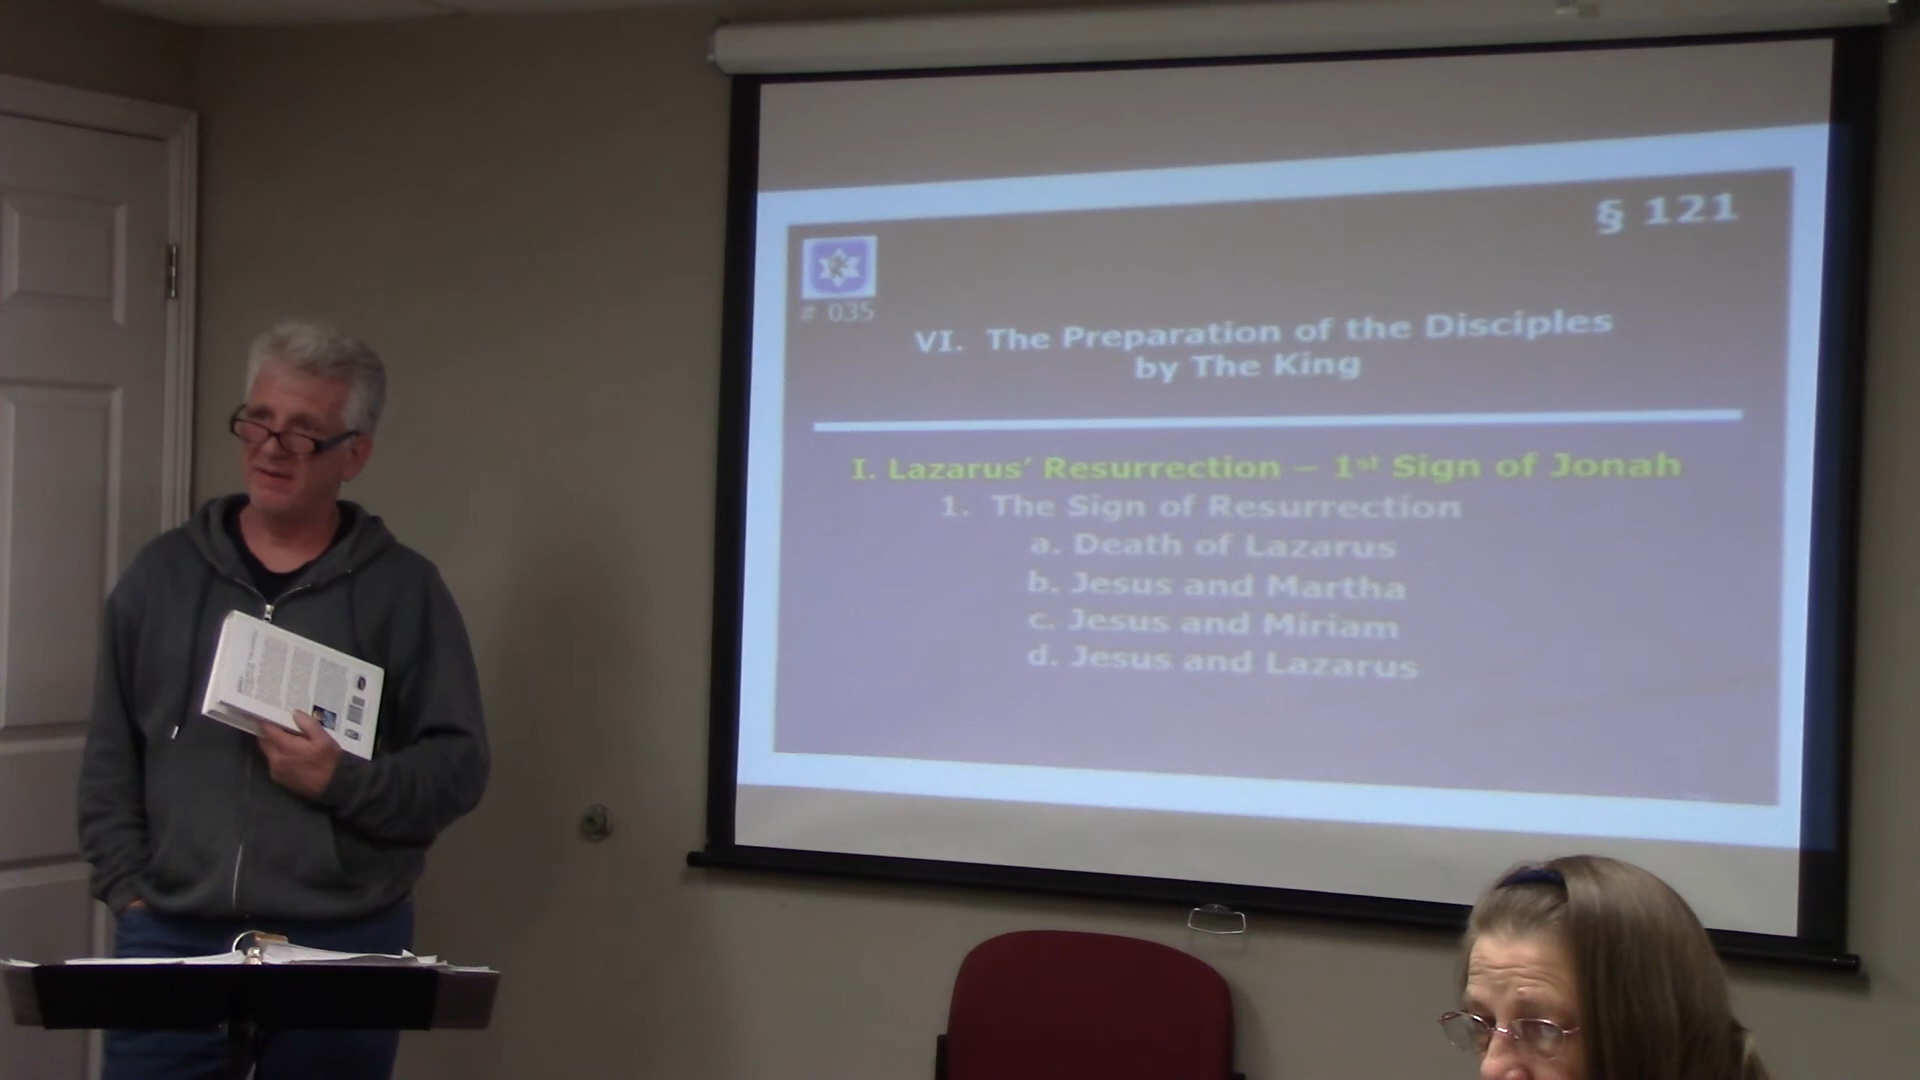 § 121
# 035
VI. The Preparation of the Disciples
by The King
I. Lazarus’ Resurrection – 1st Sign of Jonah
1. The Sign of Resurrection
a. Death of Lazarus
b. Jesus and Martha
c. Jesus and Miriam
d. Jesus and Lazarus